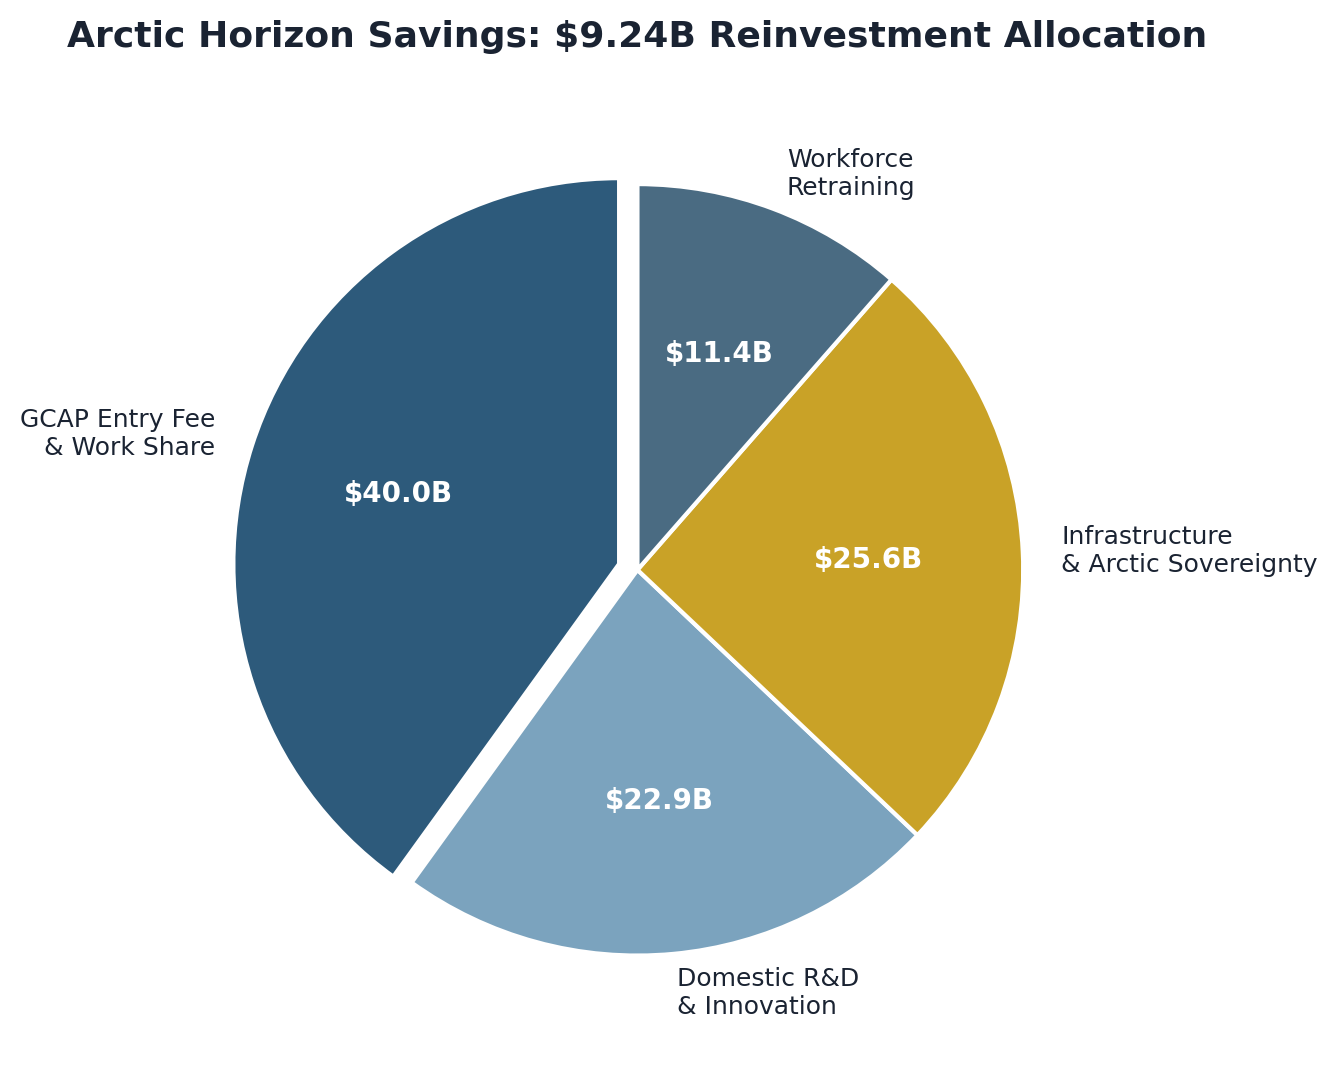 Arctic Horizon Savings: $9.24B Reinvestment Allocation
Workforce
Retraining
$11.4B
GCAP Entry Fee
& Work Share
$40.0B
Infrastructure
& Arctic Sovereignty
$25.6B
$22.9B
Domestic R&D
& Innovation